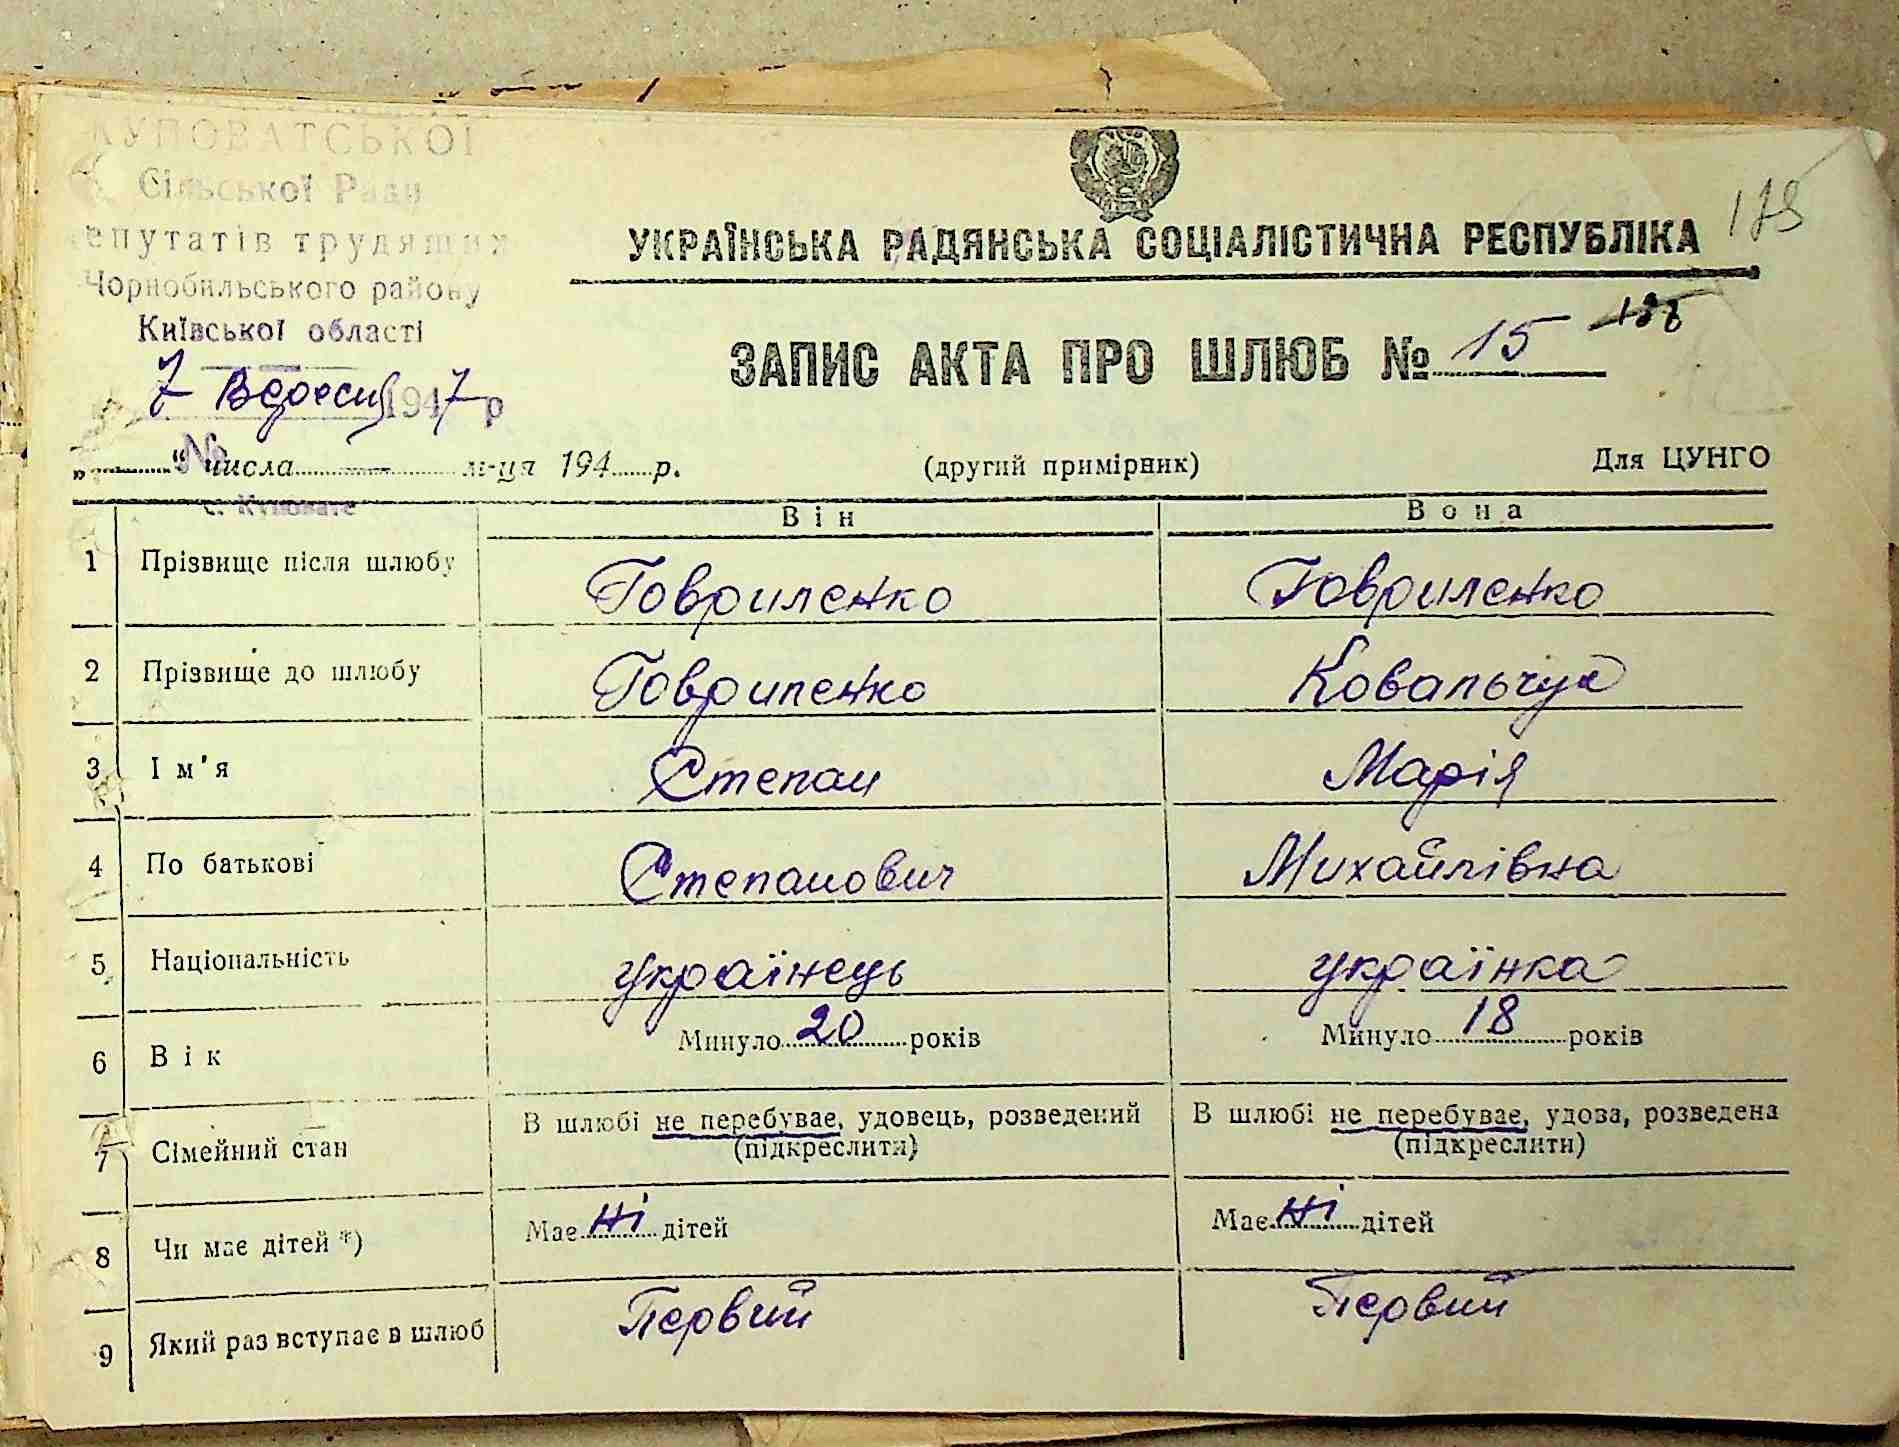 КУПОВАТСЬКОЇ
Сільської Ради
епутатів трудящих
Чорнобильського району
Київської області
7 Вересня 1947 р
№
с. Куповате
175
УКРАЇНСЬКА РАДЯНСЬКА СОЦІАЛІСТИЧНА РЕСПУБЛІКА
ЗАПИС АКТА ПРО ШЛЮБ № 15
„ “ числа м-ця 194 р. (другий примірник) Для ЦУНГО
Він Вона
1 Прізвище після шлюбу Говриленко Говриленко
2 Прізвище до шлюбу Говриленко Ковальчук
3 Ім'я Степан Марія
4 По батькові Степанович Михайлівна
5 Національність українець українка
6 Вік Минуло 20 років Минуло 18 років
7 Сімейний стан В шлюбі не перебуває, удовець, розведений В шлюбі не перебуває, удова, розведена
(підкреслити) (підкреслити)
8 Чи має дітей *) Має ні дітей Має ні дітей
9 Який раз вступає в шлюб Первий Первий